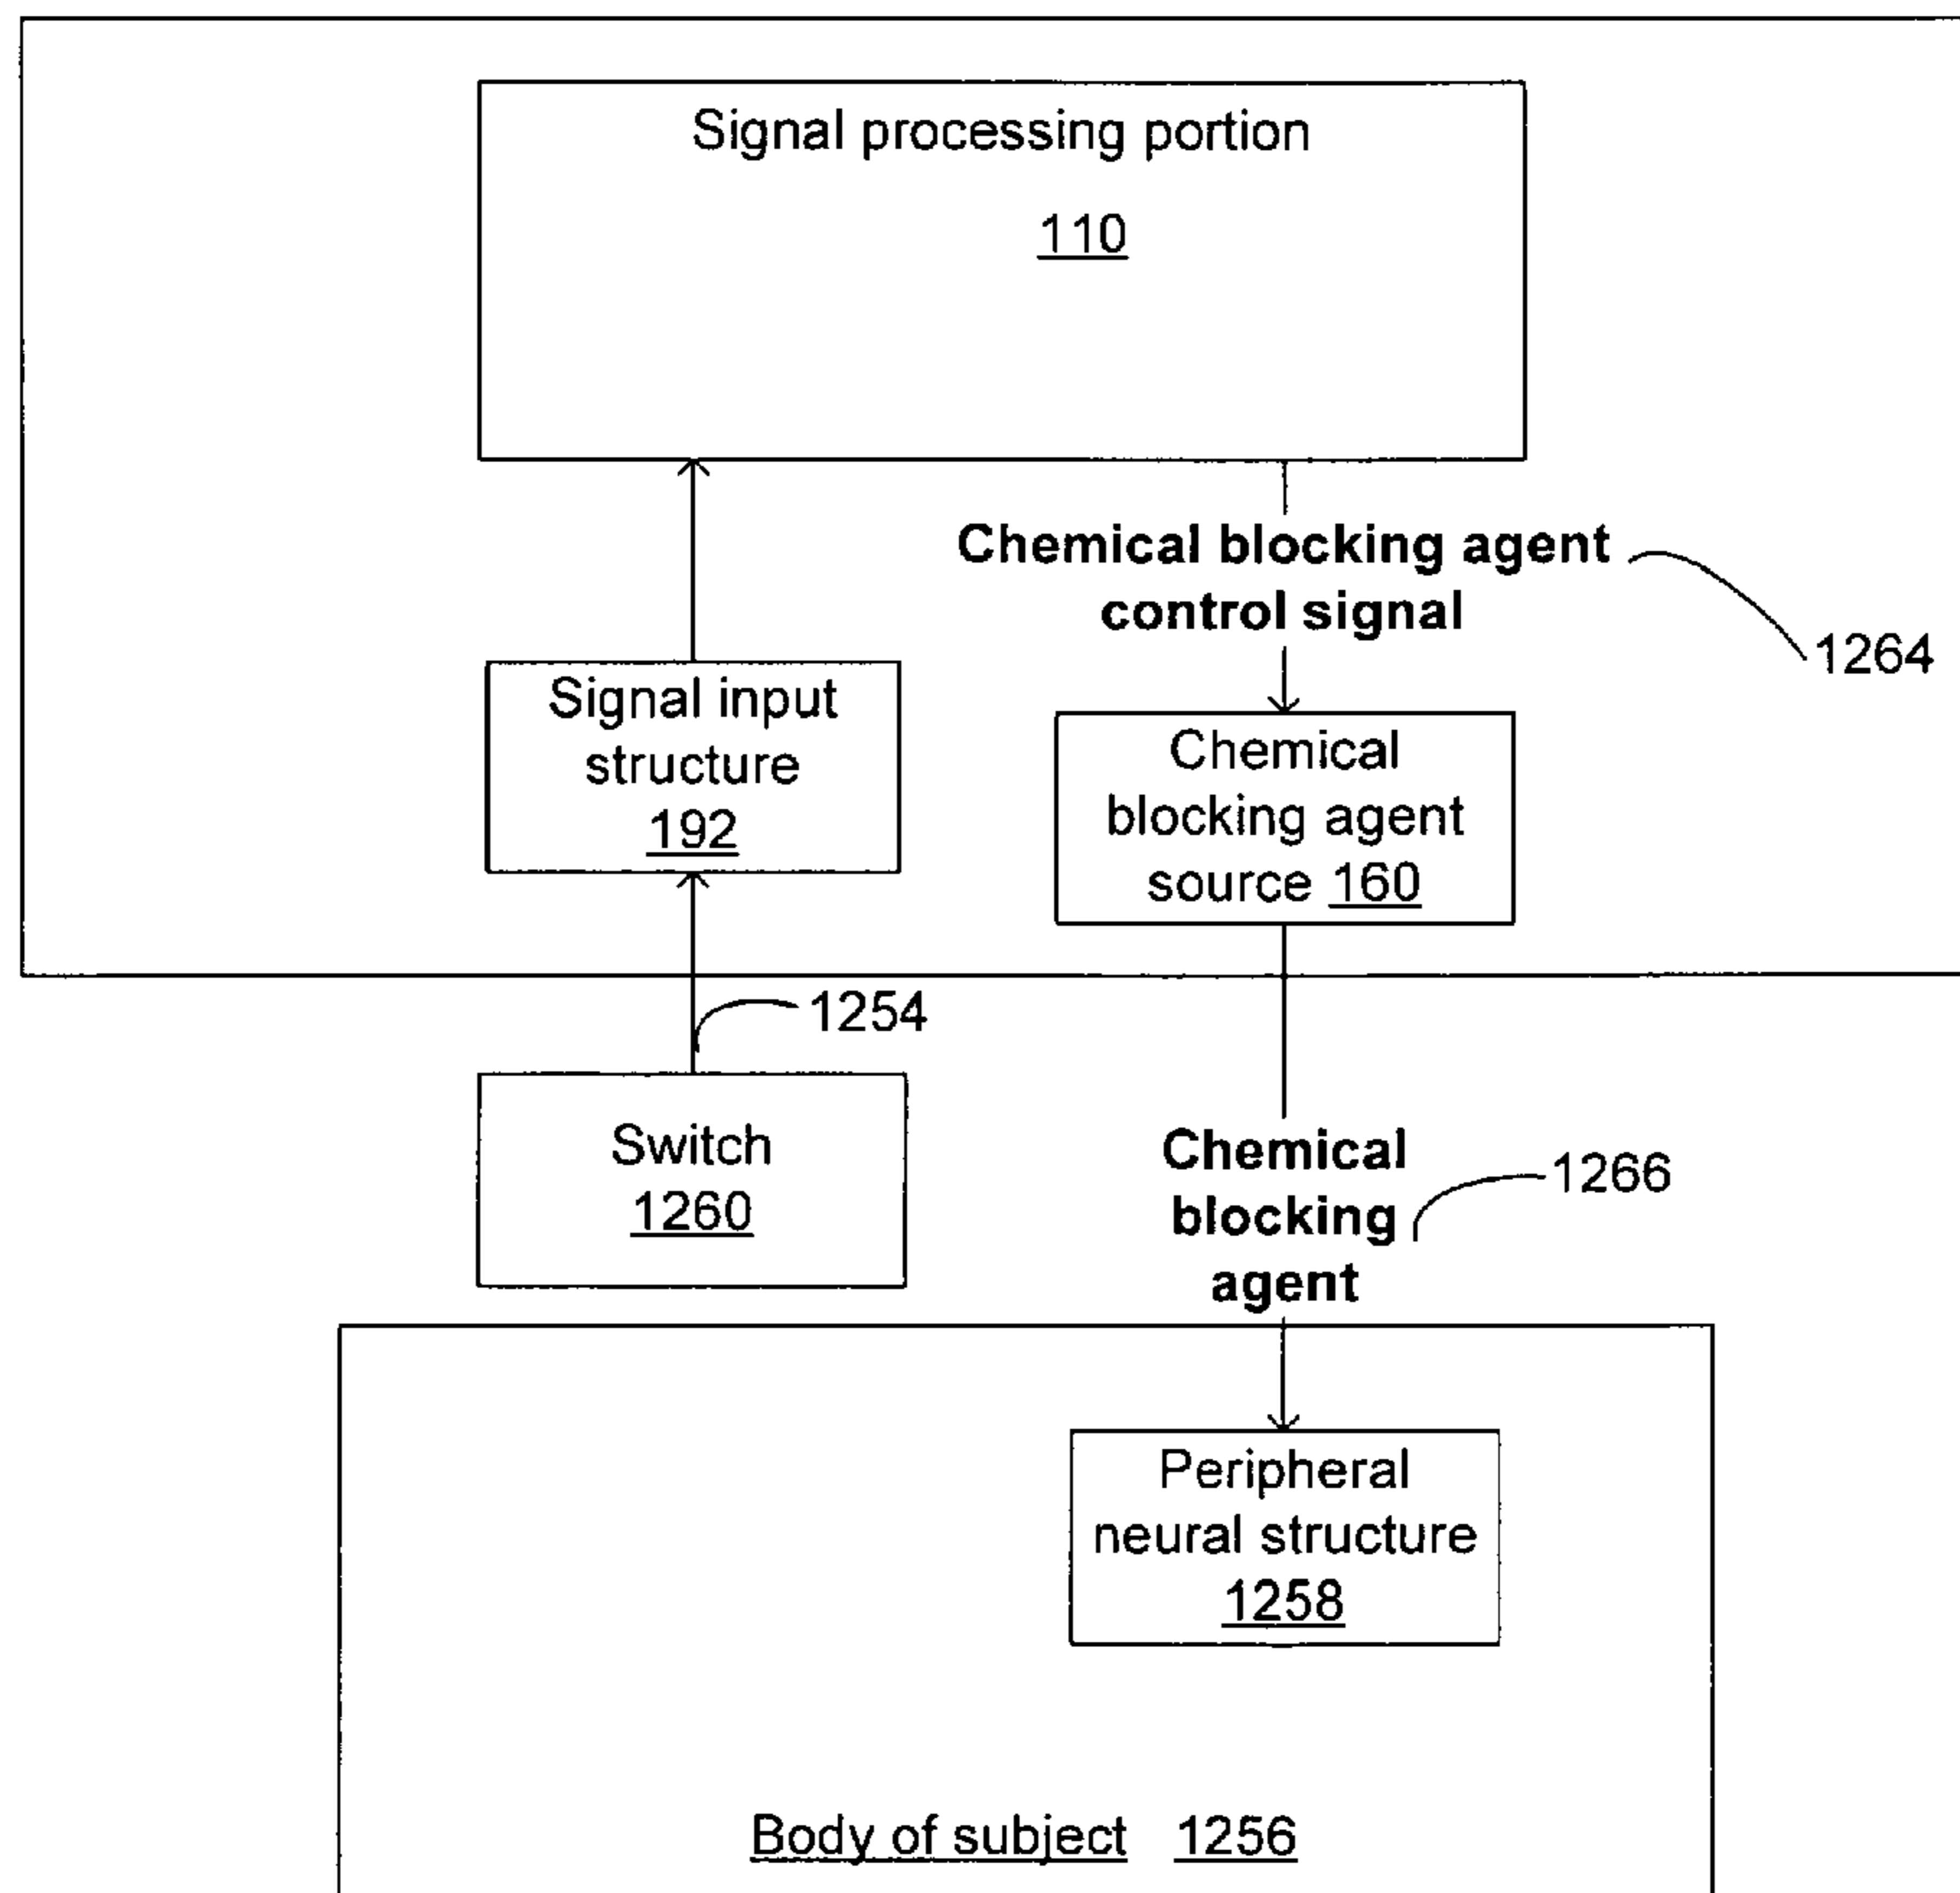 Signal processing portion
110
Chemical blocking agent
control signal
1264
Signal input
structure
192
Chemical
blocking agent
source 160
1254
Switch
1260
Chemical
blocking
agent
1266
Peripheral
neural structure
1258
Body of subject 1256